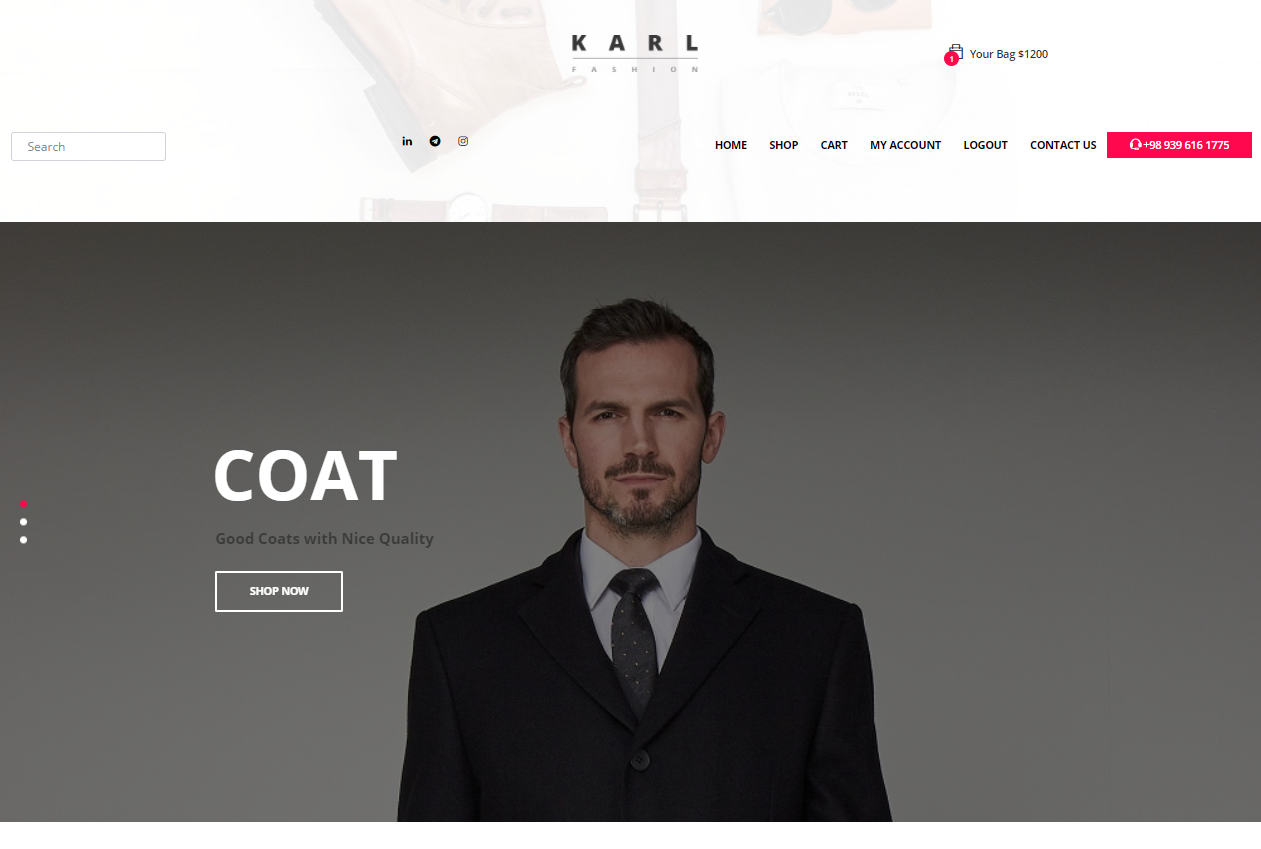 KARL
FASHION
1
Your Bag $1200
Search
in
HOME
SHOP
CART
MY ACCOUNT
LOGOUT
CONTACT US
+98 939 616 1775
COAT
Good Coats with Nice Quality
SHOP NOW